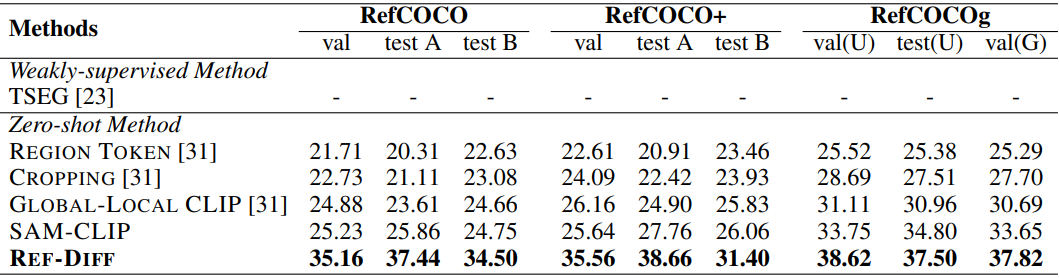 Methods RefCOCO RefCOCO+ RefCOCOg
val test A test B val test A test B val(U) test(U) val(G)
Weakly-supervised Method
TSEG [23] - - - - - - - - -
Zero-shot Method
REGION TOKEN [31] 21.71 20.31 22.63 22.61 20.91 23.46 25.52 25.38 25.29
CROPPING [31] 22.73 21.11 23.08 24.09 22.42 23.93 28.69 27.51 27.70
GLOBAL-LOCAL CLIP [31] 24.88 23.61 24.66 26.16 24.90 25.83 31.11 30.96 30.69
SAM-CLIP 25.23 25.86 24.75 25.64 27.76 26.06 33.75 34.80 33.65
REF-DIFF 35.16 37.44 34.50 35.56 38.66 31.40 38.62 37.50 37.82